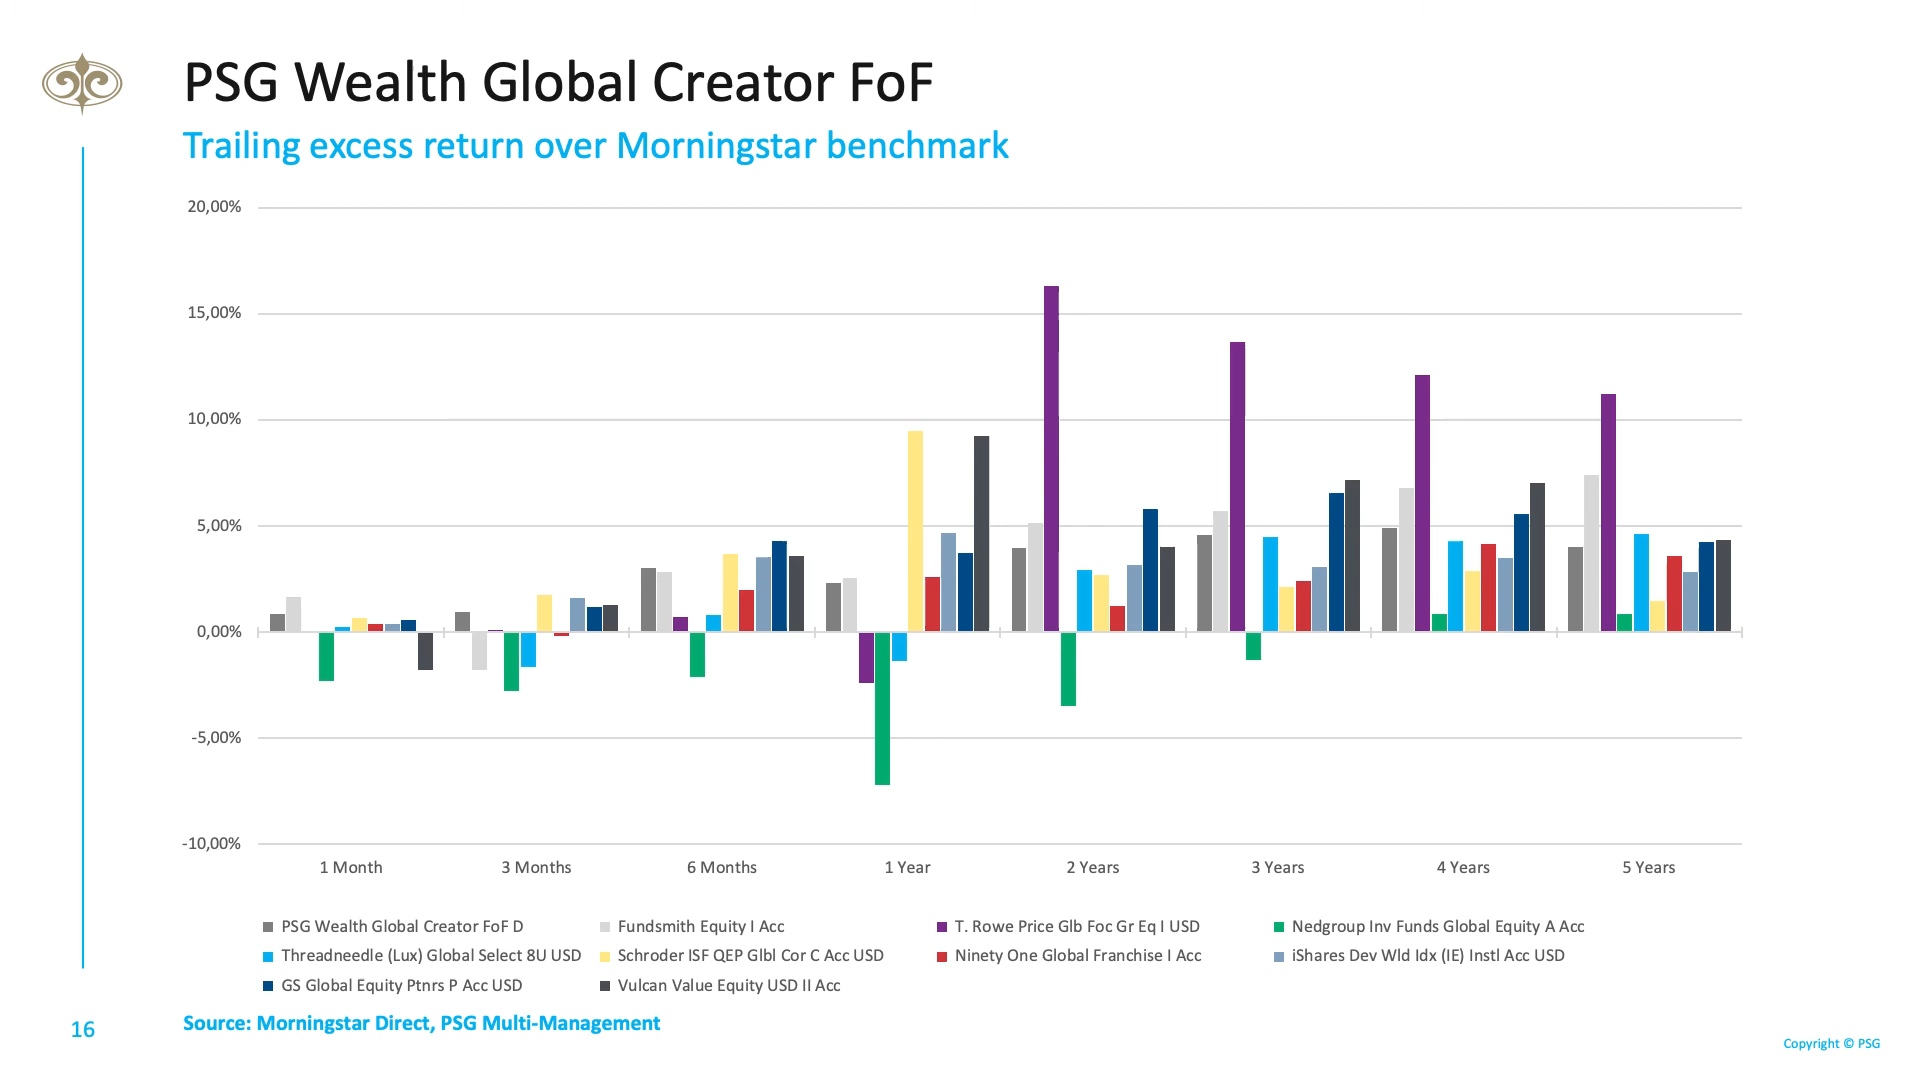 PSG Wealth Global Creator FoF
Trailing excess return over Morningstar benchmark
20,00%
15,00%
10,00%
5,00%
0,00%
-5,00%
-10,00%
1 Month 3 Months 6 Months 1 Year 2 Years 3 Years 4 Years 5 Years
PSG Wealth Global Creator FoF D Fundsmith Equity I Acc T. Rowe Price Glb Foc Gr Eq I USD Nedgroup Inv Funds Global Equity A Acc
Threadneedle (Lux) Global Select 8U USD Schroder ISF QEP Glbl Cor C Acc USD Ninety One Global Franchise I Acc iShares Dev Wld Idx (IE) Instl Acc USD
GS Global Equity Ptnrs P Acc USD Vulcan Value Equity USD II Acc
Source: Morningstar Direct, PSG Multi-Management
16
Copyright © PSG